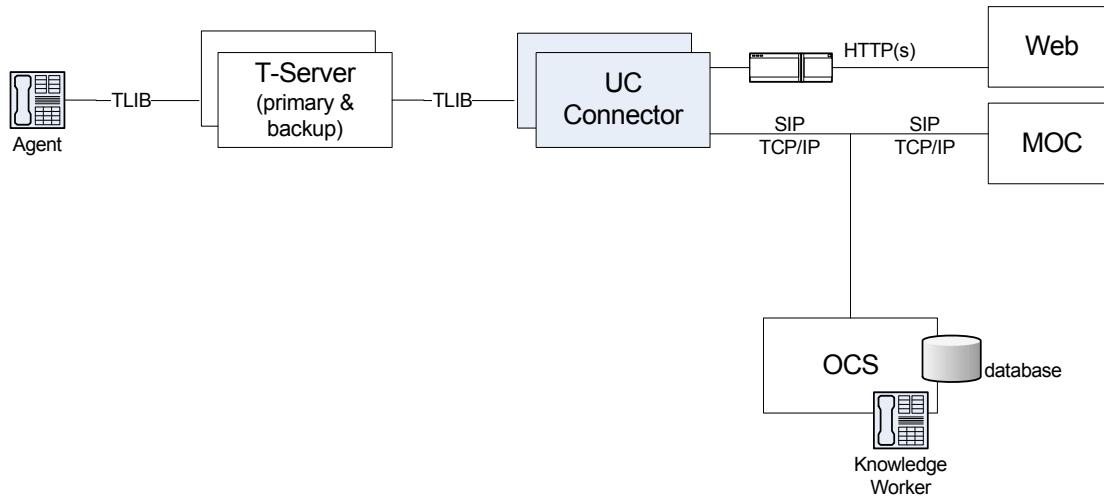 Agent
TLIB
T-Server
(primary &
backup)
TLIB
UC
Connector
HTTP(s)
Web
SIP
TCP/IP
SIP
TCP/IP
MOC
OCS
database
Knowledge
Worker